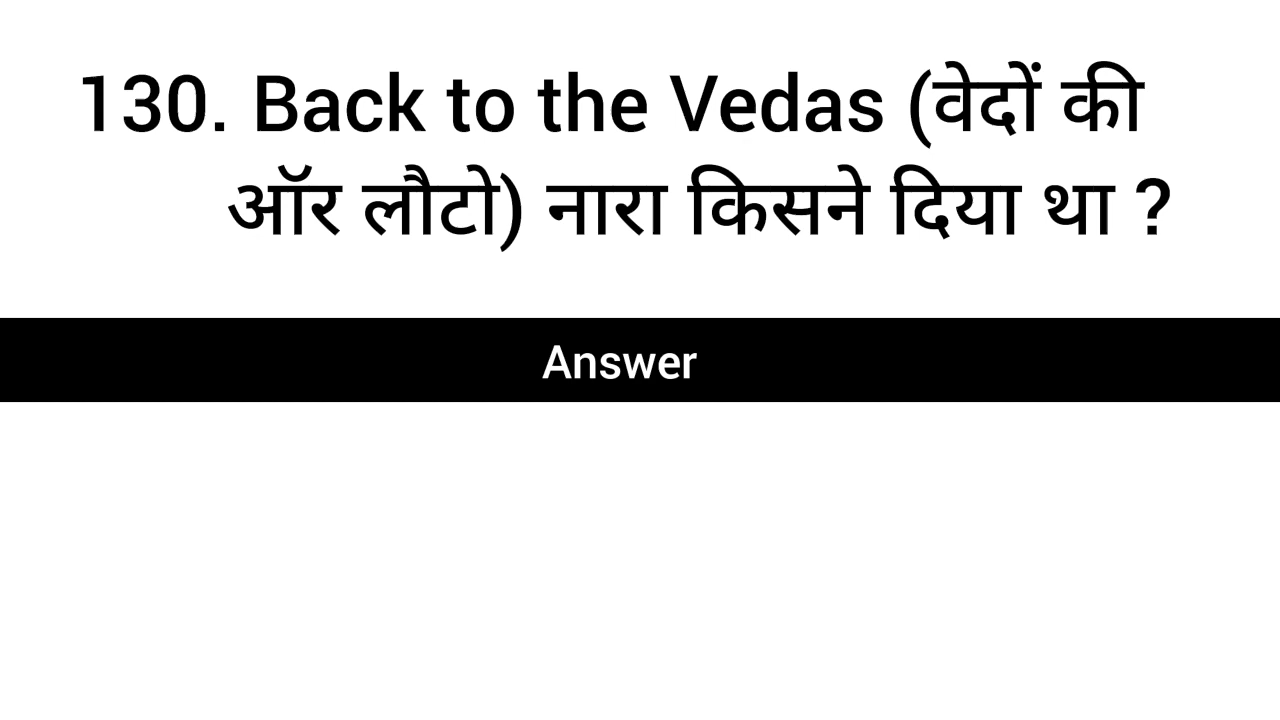 130. Back to the Vedas (वेदों की
ऑर लौटो) नारा किसने दिया था ?
Answer